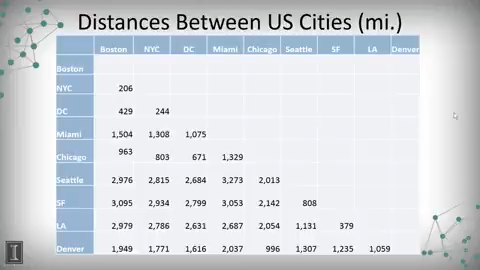 Distances Between US Cities (mi.)
Boston NYC DC Miami Chicago Seattle SF LA Denver
Boston
NYC 206
DC 429 244
Miami 1,504 1,308 1,075
Chicago 963 803 671 1,329
Seattle 2,976 2,815 2,684 3,273 2,013
SF 3,095 2,934 2,799 3,053 2,142 808
LA 2,979 2,786 2,631 2,687 2,054 1,131 379
Denver 1,949 1,771 1,616 2,037 996 1,307 1,235 1,059
I